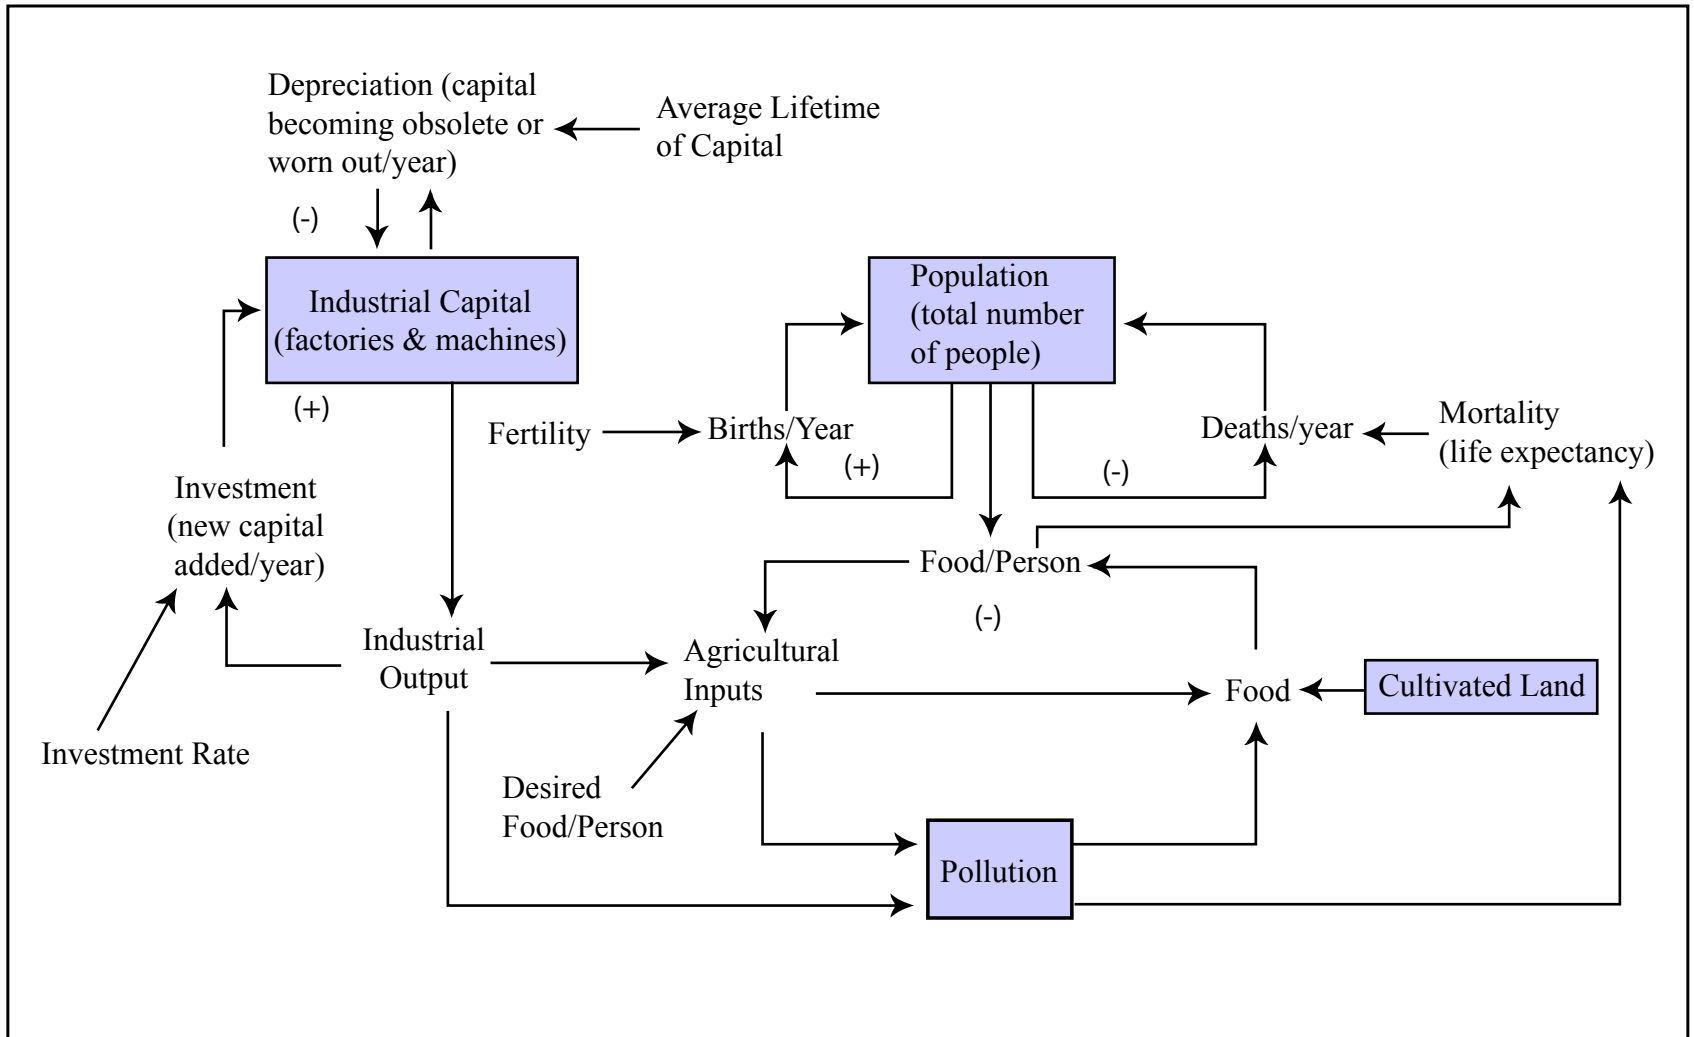 Depreciation (capital
becoming obsolete or
worn out/year)
Average Lifetime
of Capital
(-)
Industrial Capital
(factories & machines)
(+)
Population
(total number
of people)
Fertility
Births/Year
(+)
(-)
Deaths/year
Mortality
(life expectancy)
Investment
(new capital
added/year)
Food/Person
(-)
Industrial
Output
Agricultural
Inputs
Food
Cultivated Land
Investment Rate
Desired
Food/Person
Pollution